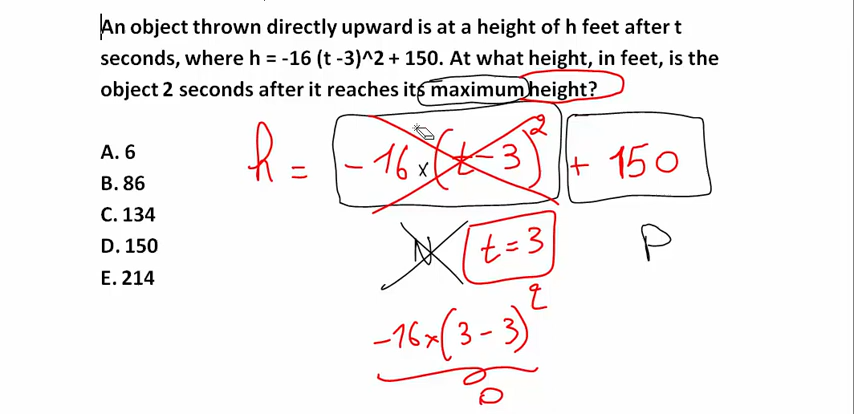 An object thrown directly upward is at a height of h feet after t
seconds, where h = -16 (t -3)^2 + 150. At what height, in feet, is the
object 2 seconds after it reaches its maximum height?
h = -16 x (t-3)^2 + 150
A. 6
B. 86
C. 134
D. 150
E. 214
N t = 3 P
-16x(3-3)^2
0